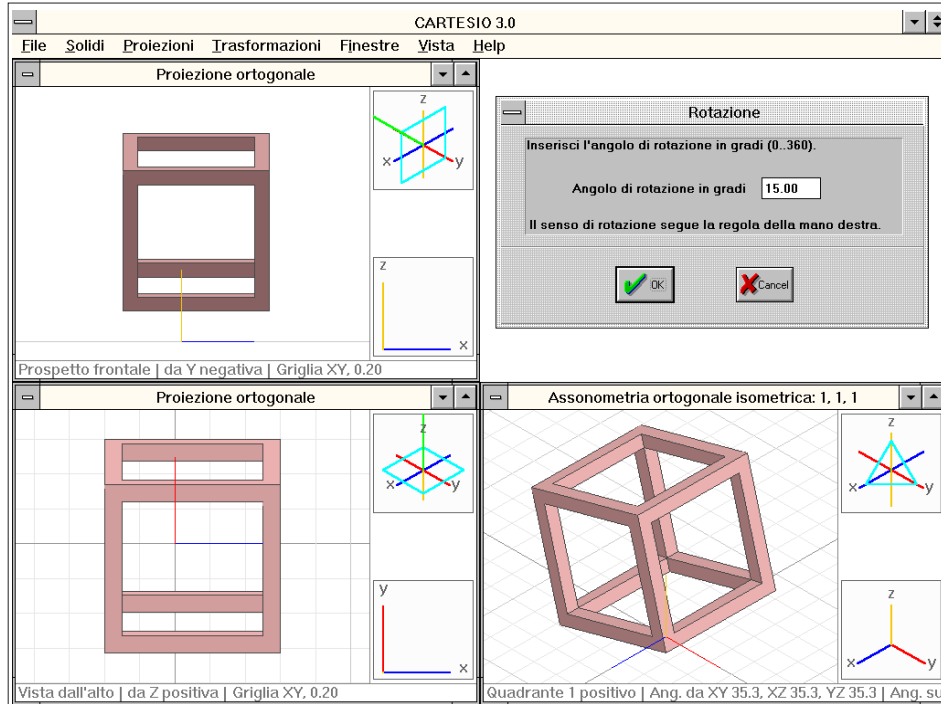 CARTESIO 3.0
File Solidi Proiezioni Trasformazioni Finestre Vista Help
Proiezione ortogonale
z
x y
z
x
Prospetto frontale | da Y negativa | Griglia XY, 0.20
Rotazione
Inserisci l'angolo di rotazione in gradi (0..360).
Angolo di rotazione in gradi 15.00
Il senso di rotazione segue la regola della mano destra.
OK Cancel
Proiezione ortogonale
z
x y
y
x
Vista dall'alto | da Z positiva | Griglia XY, 0.20
Assonometria ortogonale isometrica: 1, 1, 1
z
x y
z
x y
Quadrante 1 positivo | Ang. da XY 35.3, XZ 35.3, YZ 35.3 | Ang. su